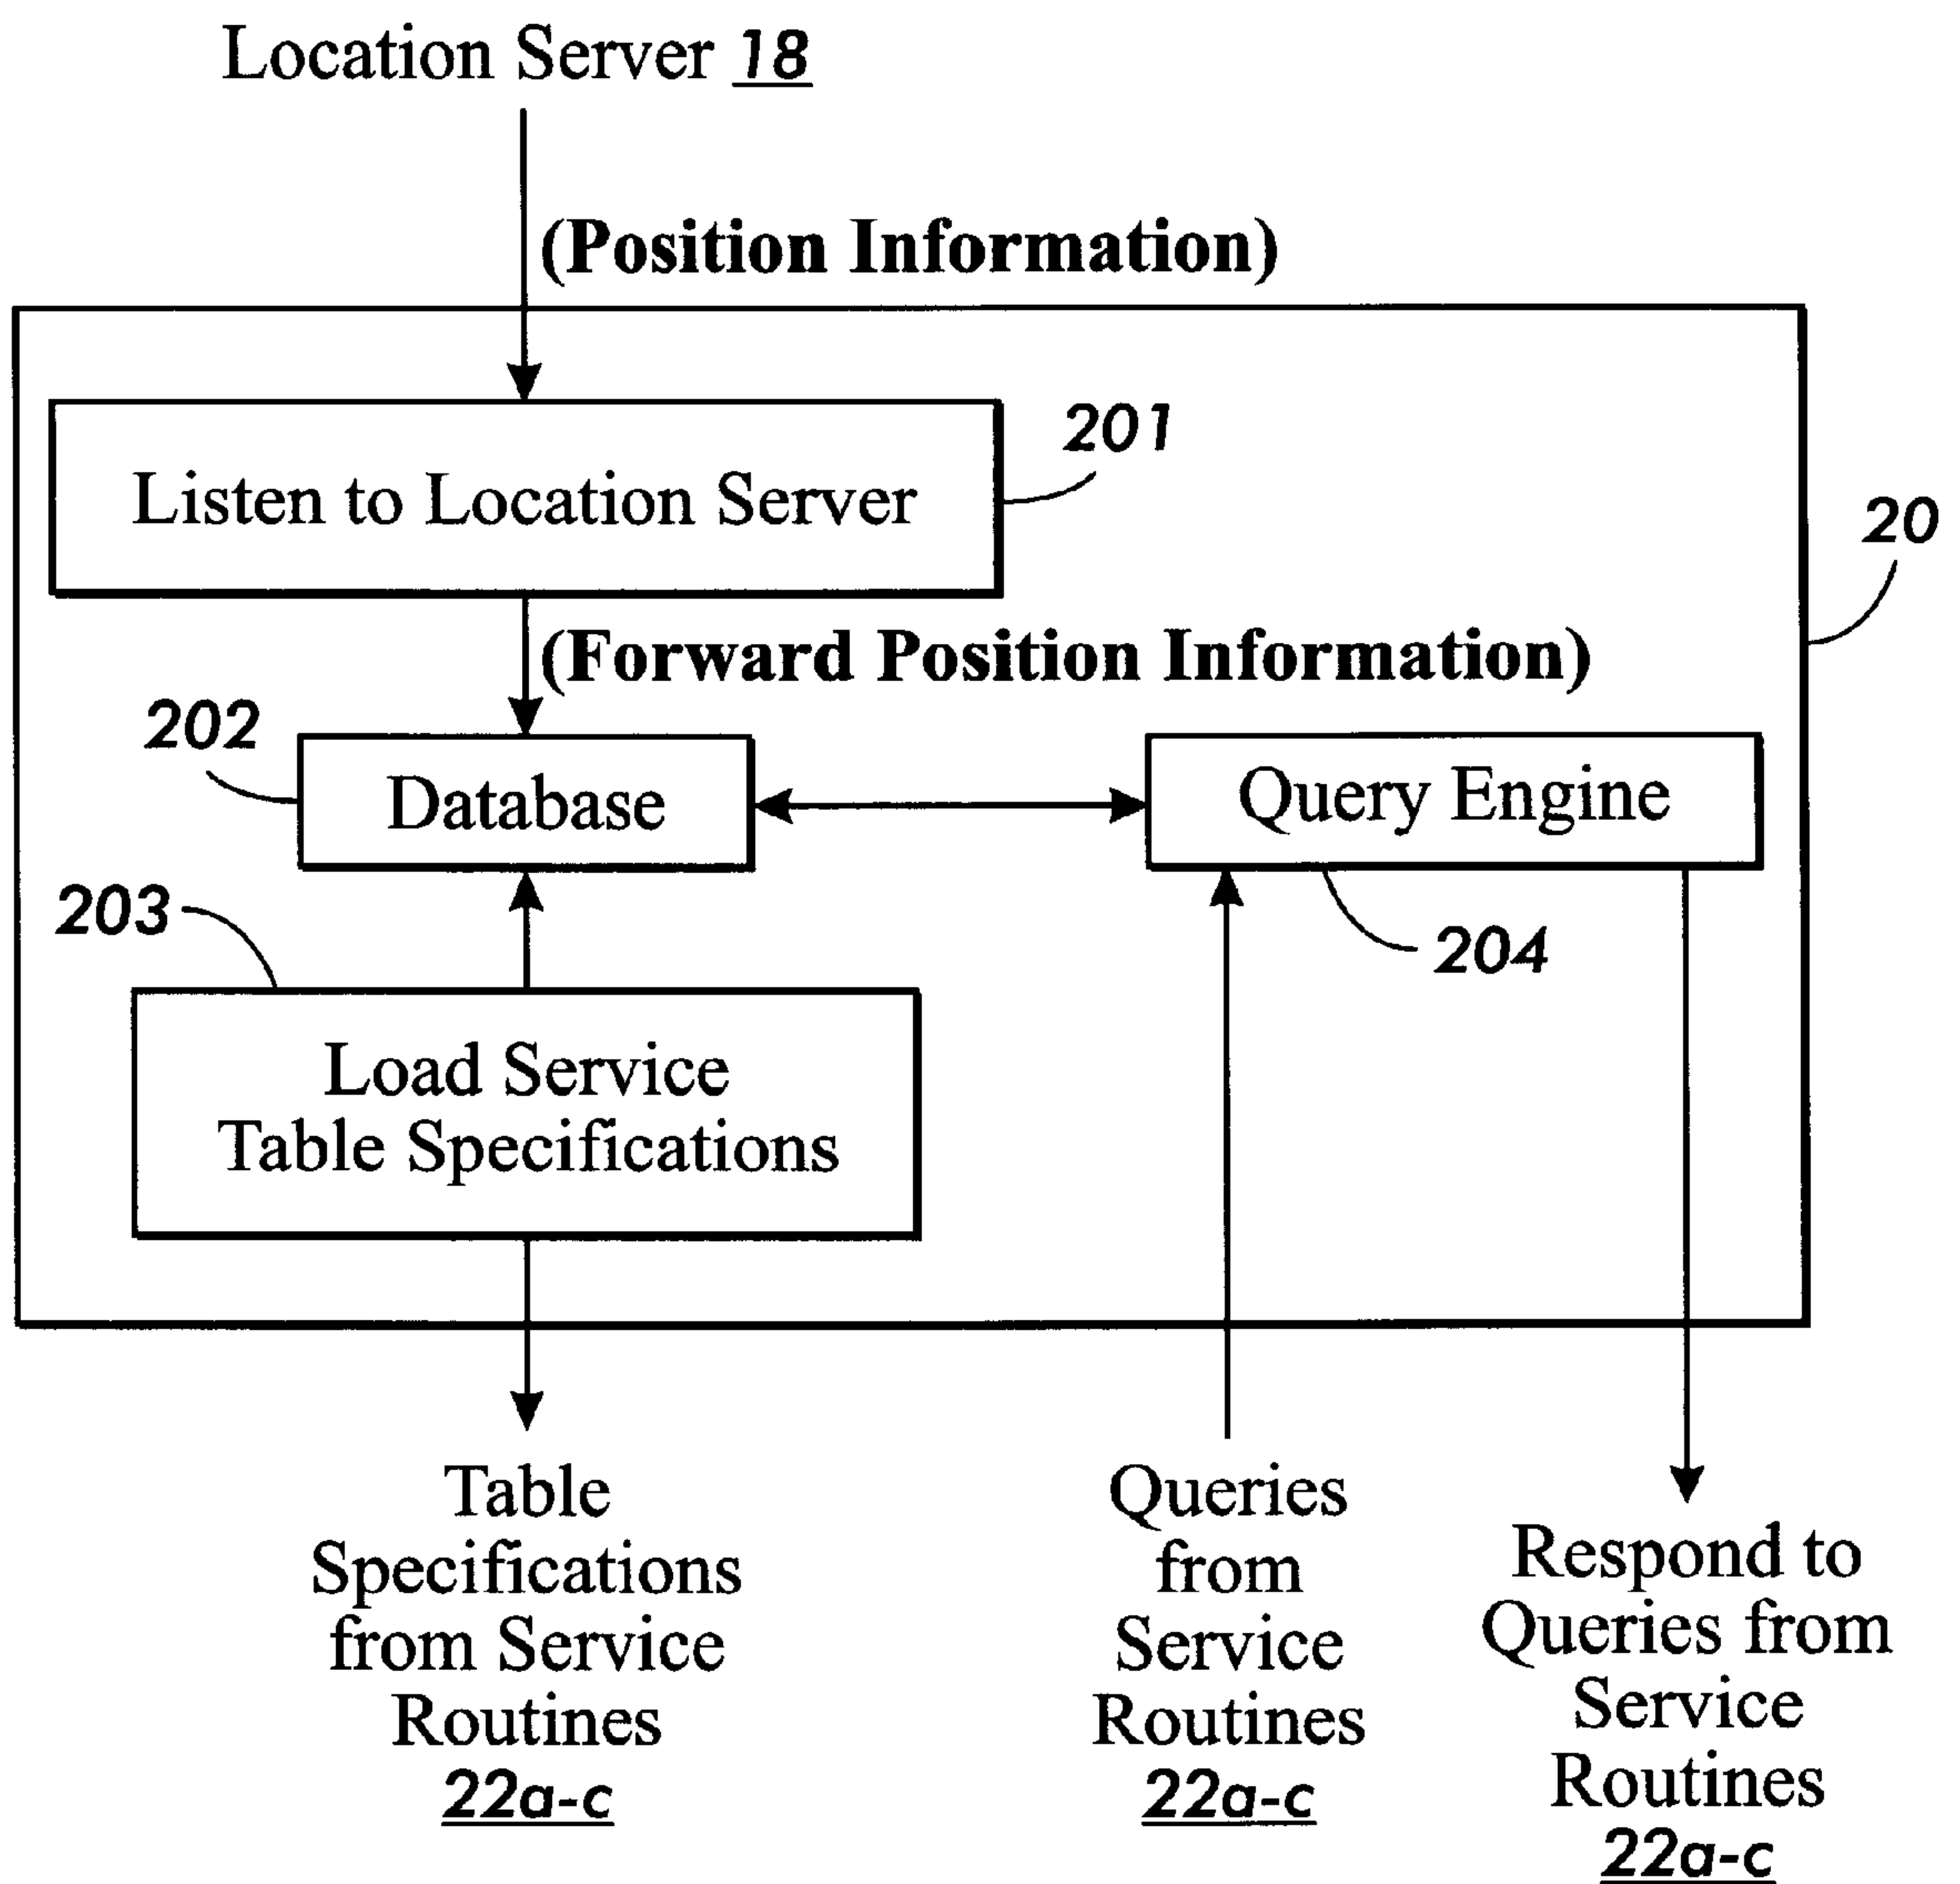 Location Server 18
(Position Information)
201
Listen to Location Server
20
(Forward Position Information)
202
Database
Query Engine
203
204
Load Service
Table Specifications
Table
Specifications
from Service
Routines
22a-c
Queries
from
Service
Routines
22a-c
Respond to
Queries from
Service
Routines
22a-c